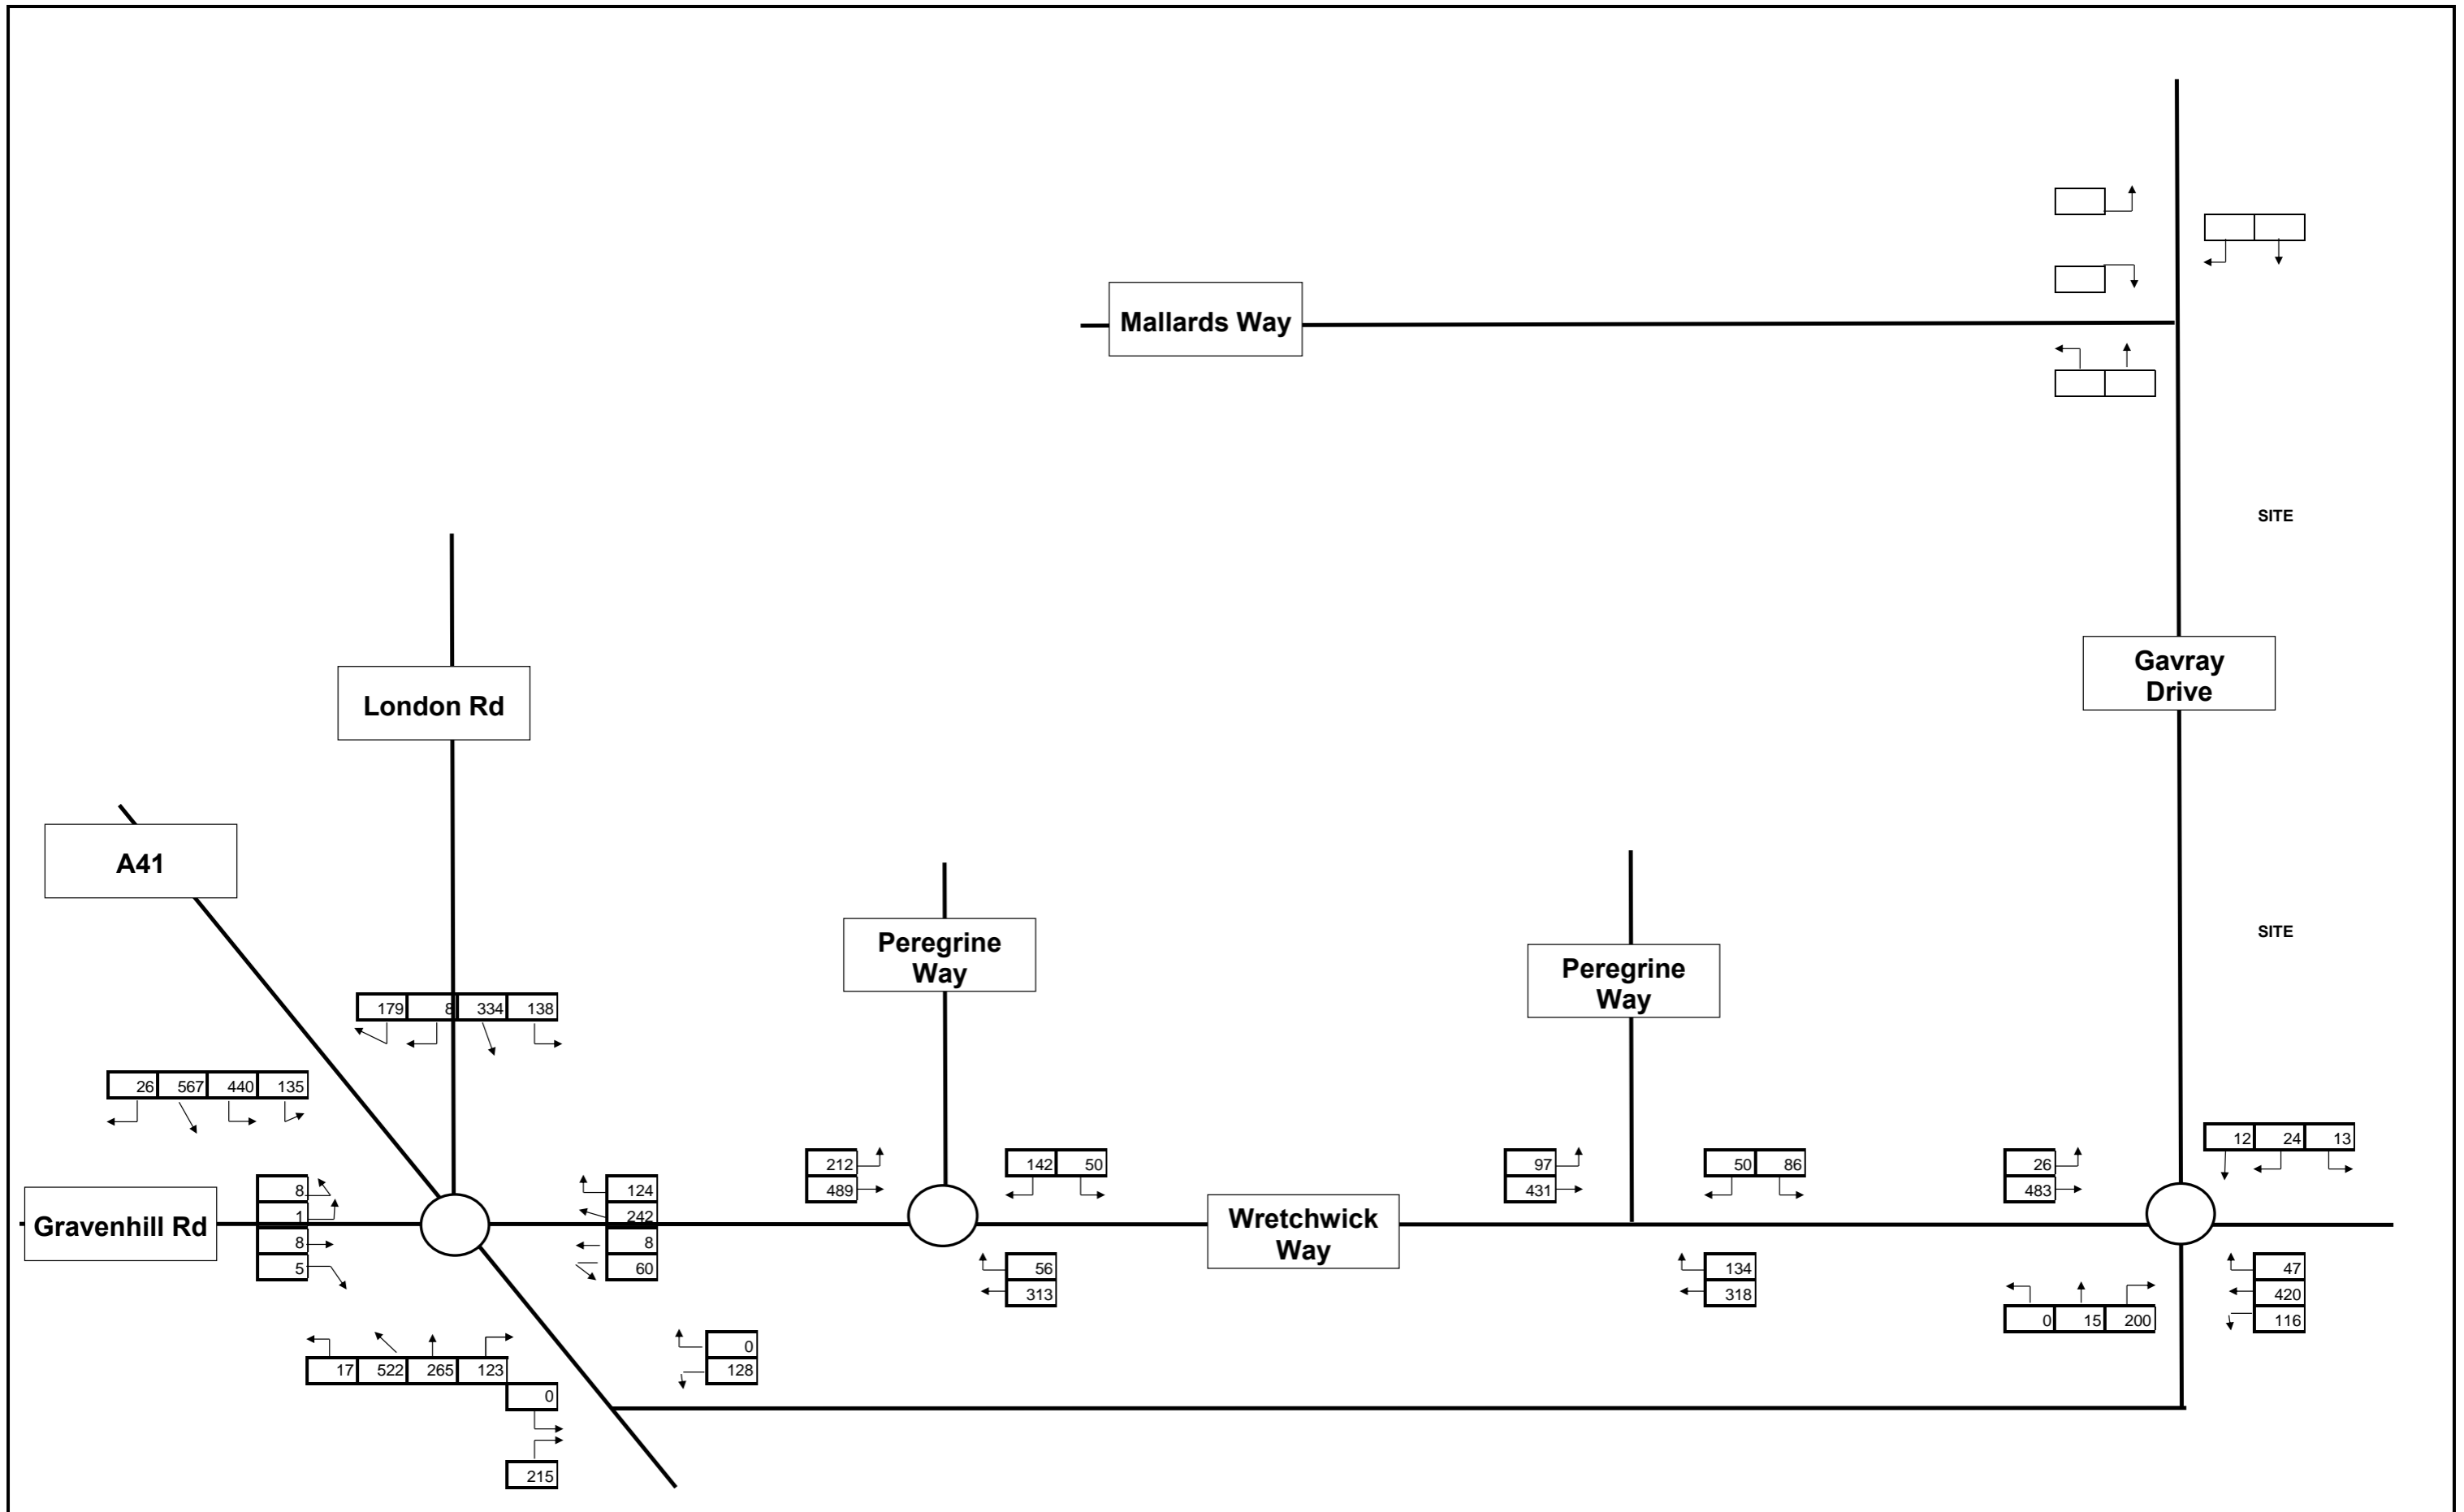 Mallards Way
SITE
Gavray
Drive
London Rd
A41
SITE
Peregrine
Way
Peregrine
Way
179 8 334 138
26 567 440 135
12 24 13
212
489
142 50
97
431
50 86
26
483
8
1
8
5
124
242
8
60
Gravenhill Rd
Wretchwick
Way
56
313
134
318
47
420
116
0 15 200
17 522 265 123
0
0
128
215